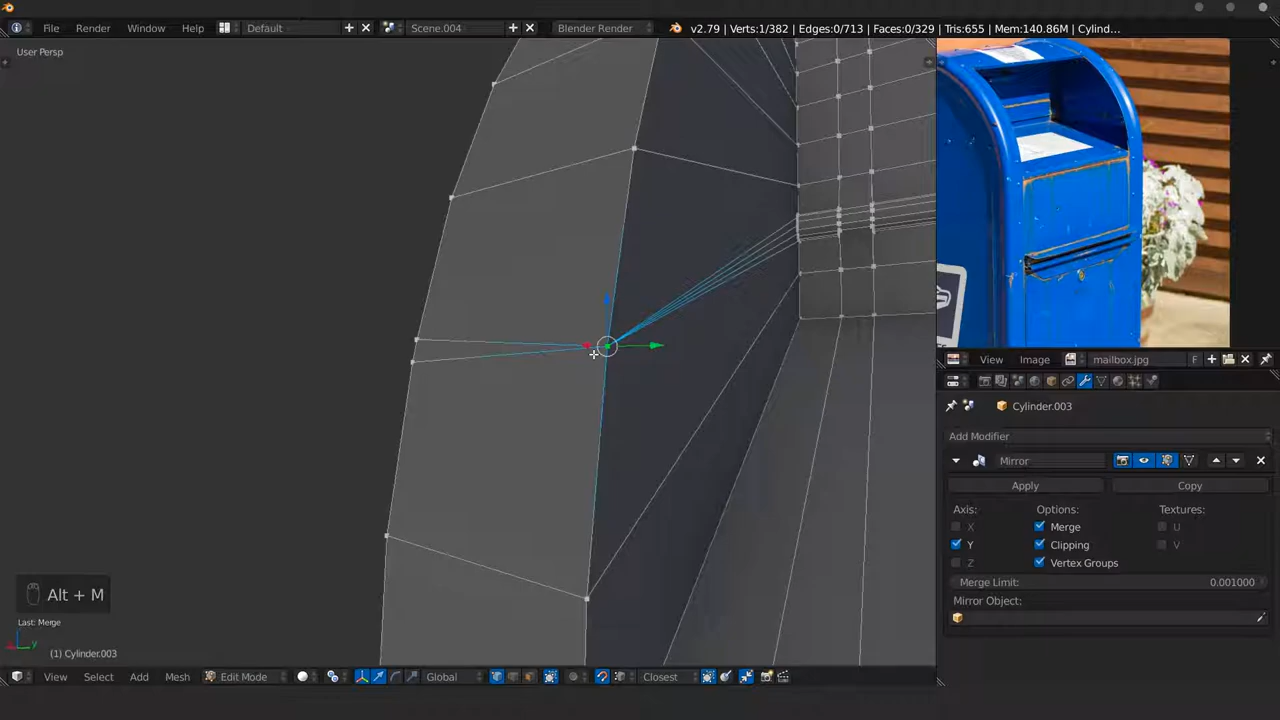 File Render Window Help Default Scene.004 Blender Render v2.79 | Verts:1/382 | Edges:0/713 | Faces:0/329 | Tris:655 | Mem:140.86M | Cylind...
User Persp
View Image mailbox.jpg F
Cylinder.003
Add Modifier
Mirror
Apply Copy
Axis: Options: Textures:
X Merge U
Y Clipping V
Z Vertex Groups
Merge Limit: 0.001000
Mirror Object:
Alt + M
Last: Merge
y
(1) Cylinder.003
View Select Add Mesh Edit Mode Global Closest